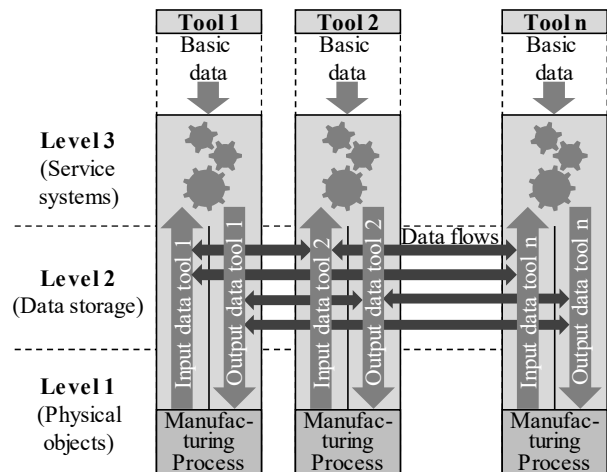 Tool 1 Tool 2 Tool n
Basic data Basic data Basic data
Level 3
(Service
systems)
Data flows
Input data tool 1
Output data tool 1
Input data tool 2
Output data tool 2
Input data tool n
Output data tool n
Level 2
(Data storage)
Level 1
(Physical
objects)
Manufac-
turing
Process
Manufac-
turing
Process
Manufac-
turing
Process